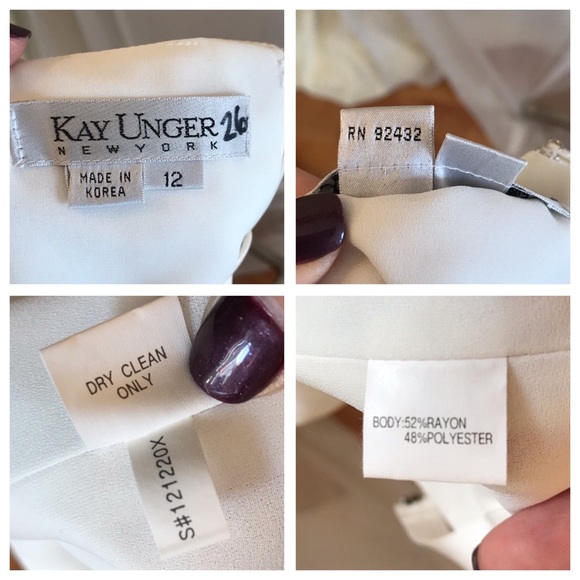 KAY UNGER 26
NEW YORK
MADE IN
KOREA
12
RN 92432
DRY CLEAN
ONLY
S#121220X
BODY:52%RAYON
48%POLYESTER